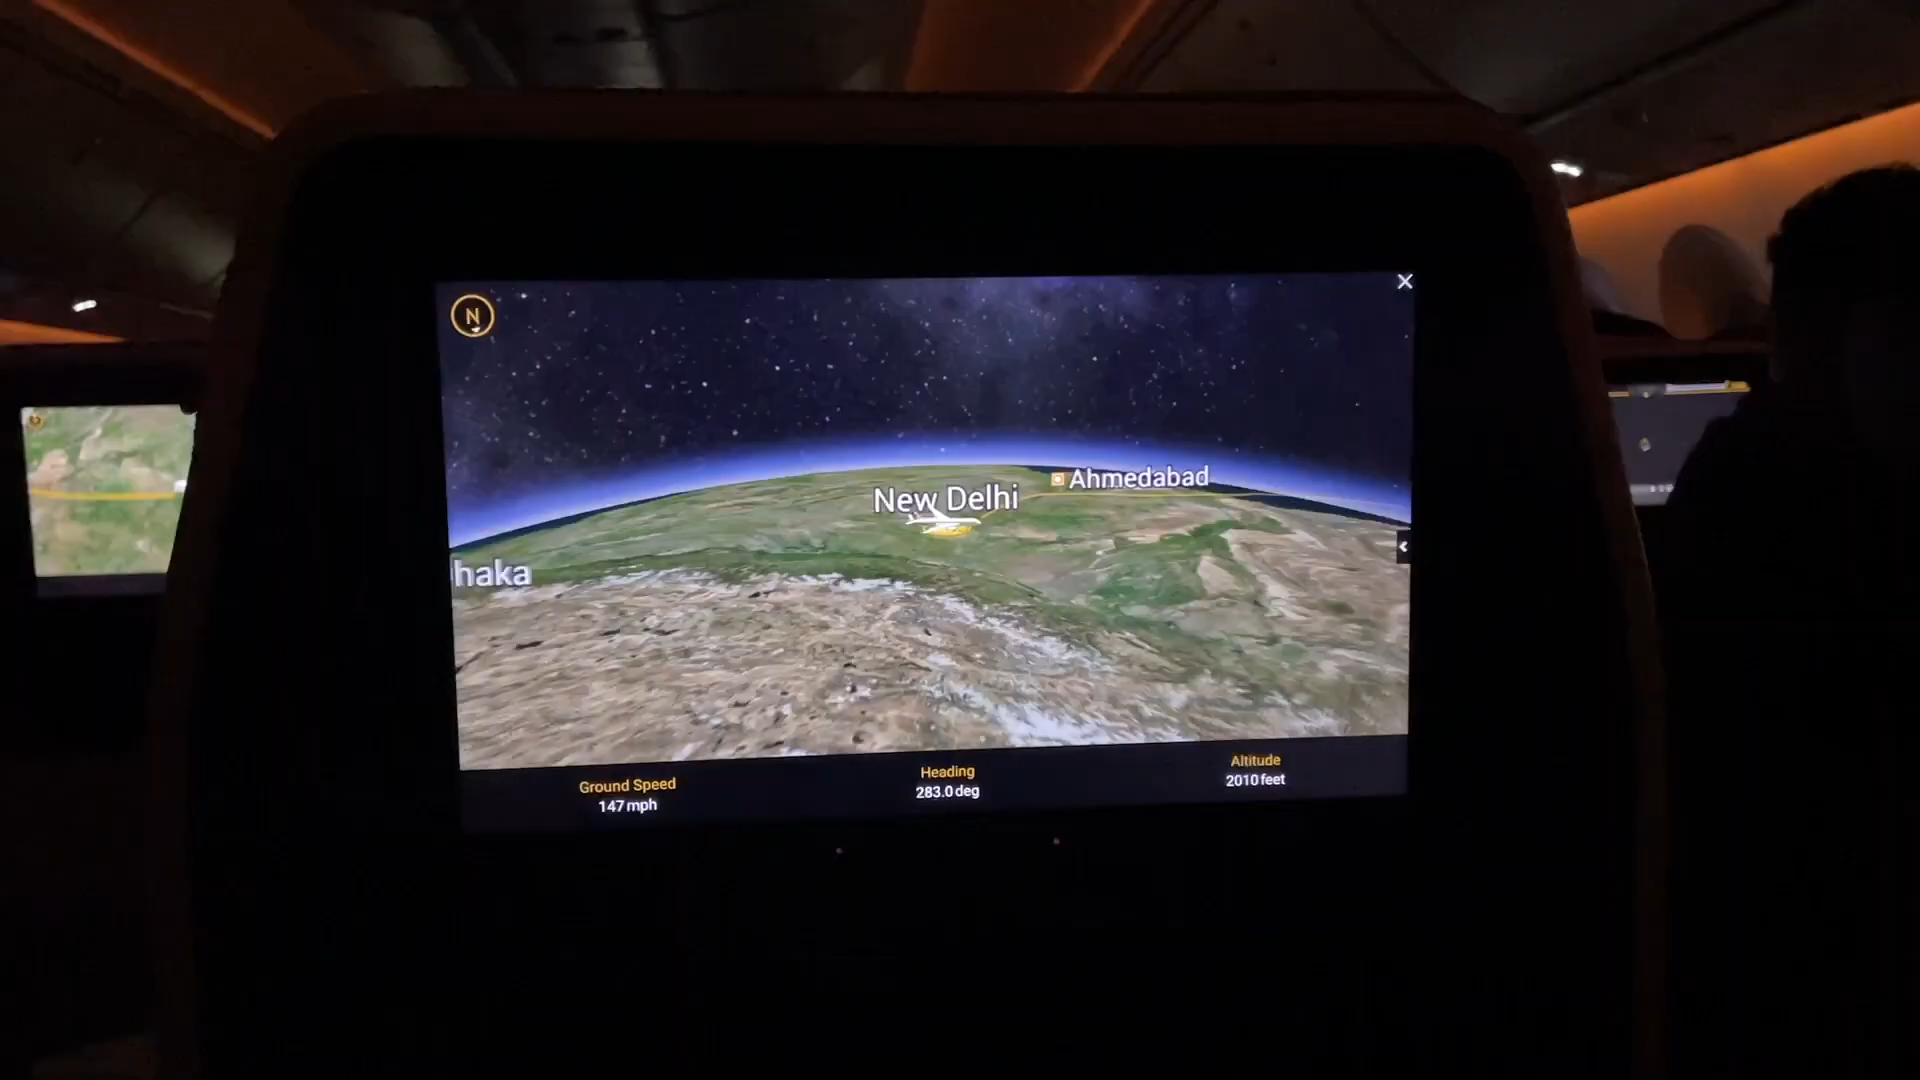 N
Ahmedabad
New Delhi
haka
Ground Speed
147 mph
Heading
283.0 deg
Altitude
2010 feet